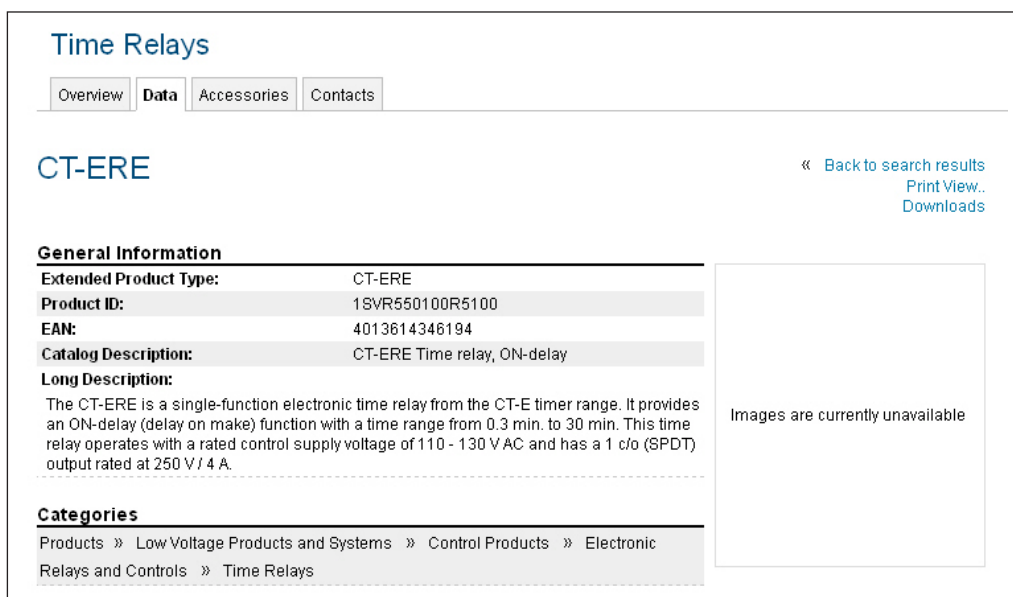 Time Relays
Overview Data Accessories Contacts
CT-ERE
« Back to search results
Print View..
Downloads
General Information
Extended Product Type: CT-ERE
Product ID: 1SVR550100R5100
EAN: 4013614346194
Catalog Description: CT-ERE Time relay, ON-delay
Long Description:
The CT-ERE is a single-function electronic time relay from the CT-E timer range. It provides
an ON-delay (delay on make) function with a time range from 0.3 min. to 30 min. This time
relay operates with a rated control supply voltage of 110 - 130 V AC and has a 1 c/o (SPDT)
output rated at 250 V / 4 A.
Images are currently unavailable
Categories
Products » Low Voltage Products and Systems » Control Products » Electronic
Relays and Controls » Time Relays